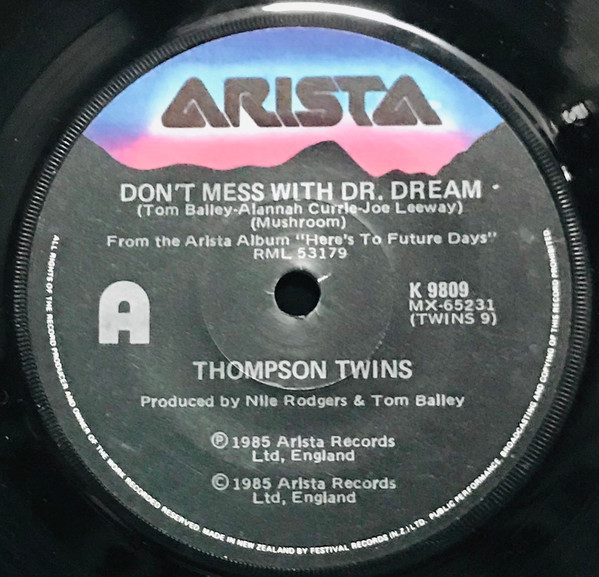 ARISTA
DON'T MESS WITH DR. DREAM
(Tom Bailey-Alannah Currie-Joe Leeway)
(Mushroom)
From the Arista Album "Here's To Future Days"
RML 53179
A
K 9809
MX-65231
(TWINS 9)
THOMPSON TWINS
Produced by Nile Rodgers & Tom Bailey
Ⓟ 1985 Arista Records
Ltd, England
© 1985 Arista Records
Ltd, England
ALL RIGHTS OF THE RECORD PRODUCER AND OWNER OF THE WORK RECORDED RESERVED. MADE IN NEW ZEALAND BY FESTIVAL RECORDS (N.Z.) LTD. PUBLIC PERFORMANCE, BROADCASTING AND COPYING OF THIS RECORD PROHIBITED.